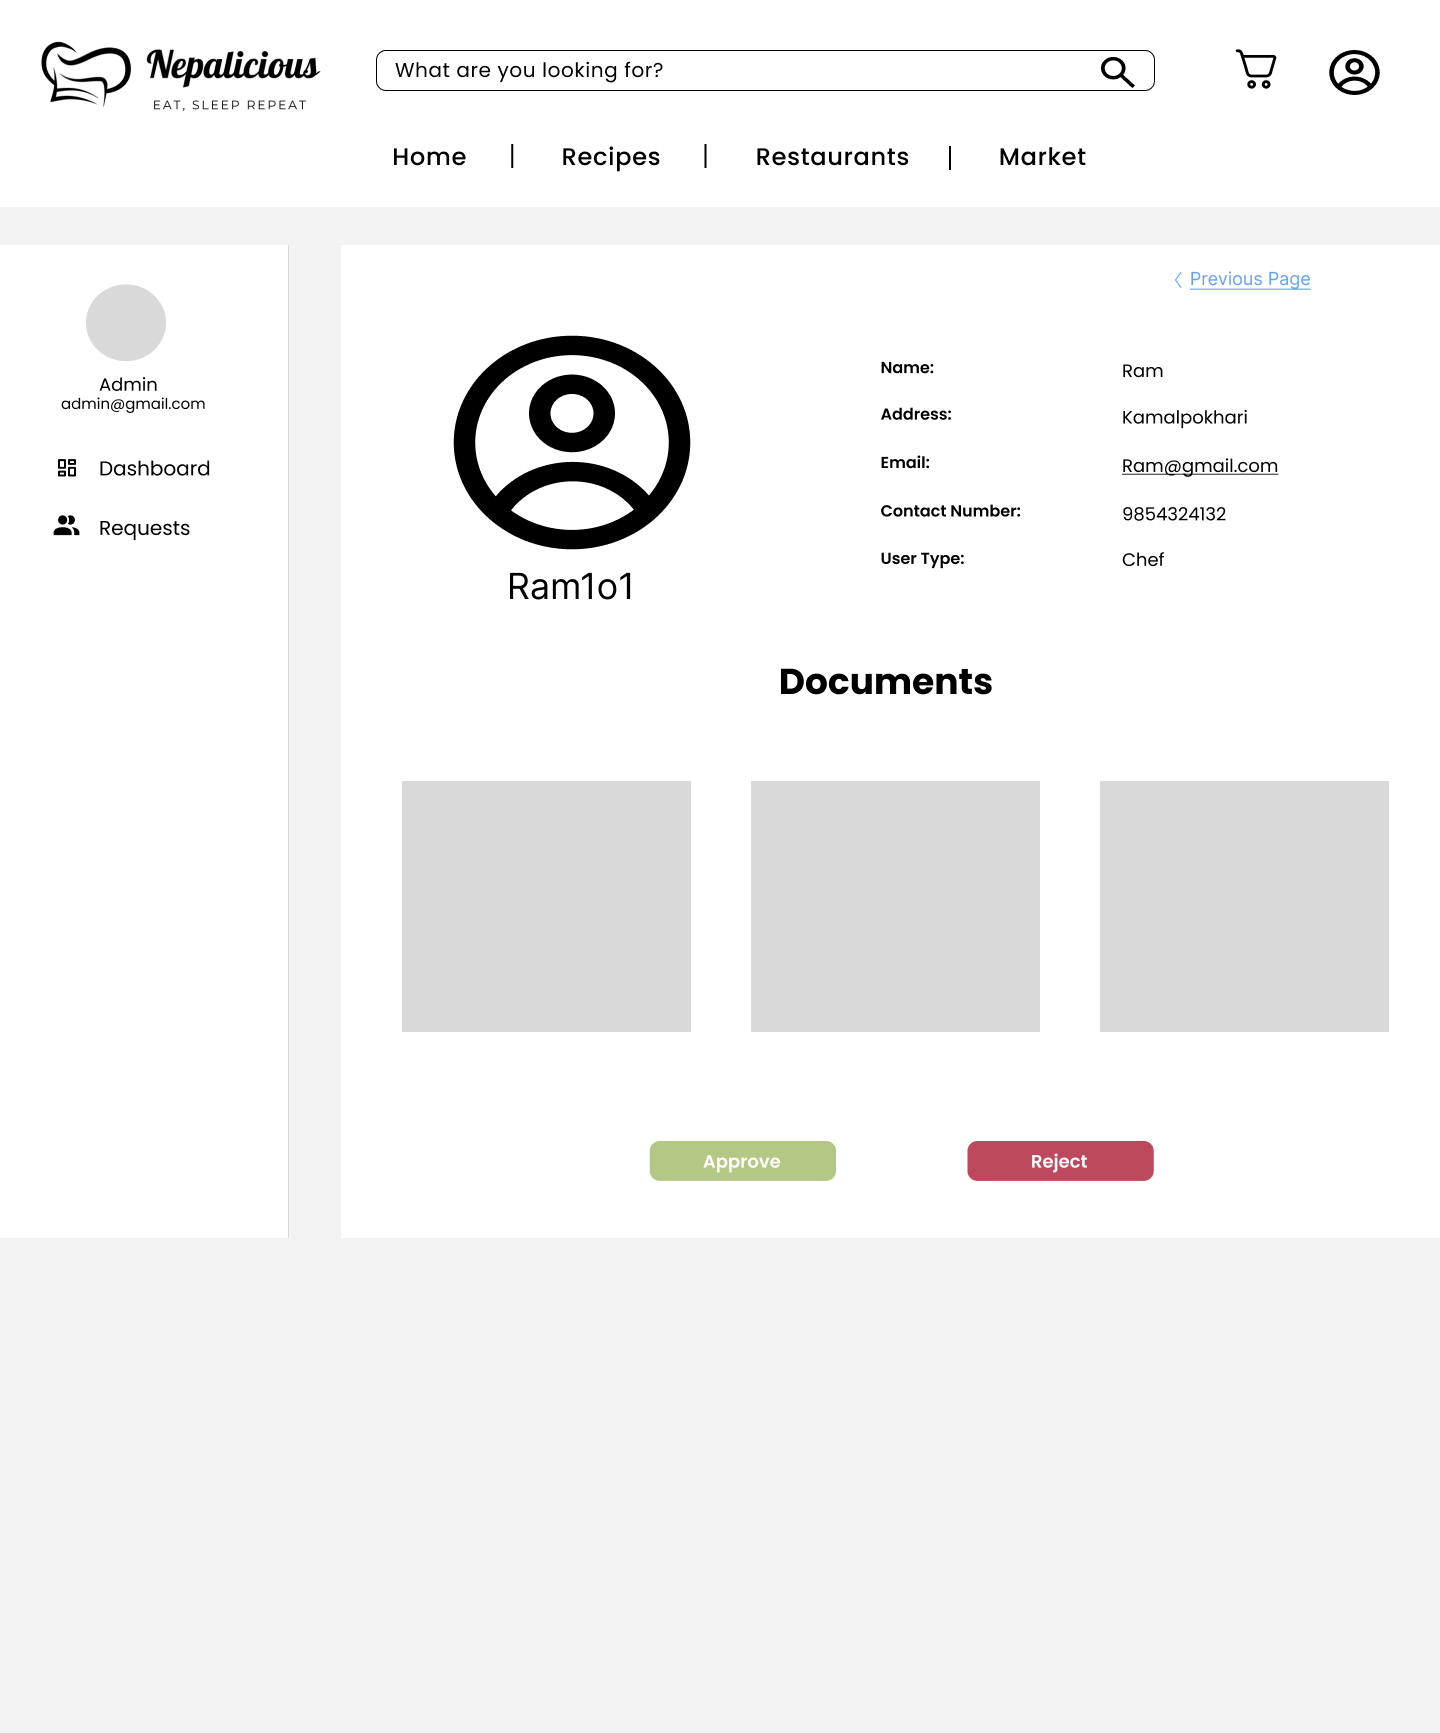 Nepalicious
EAT, SLEEP REPEAT
What are you looking for?
Home | Recipes | Restaurants | Market
Previous Page
Admin
admin@gmail.com
Dashboard
Requests
Ram1o1
Name: Ram
Address: Kamalpokhari
Email: Ram@gmail.com
Contact Number: 9854324132
User Type: Chef
Documents
Approve Reject